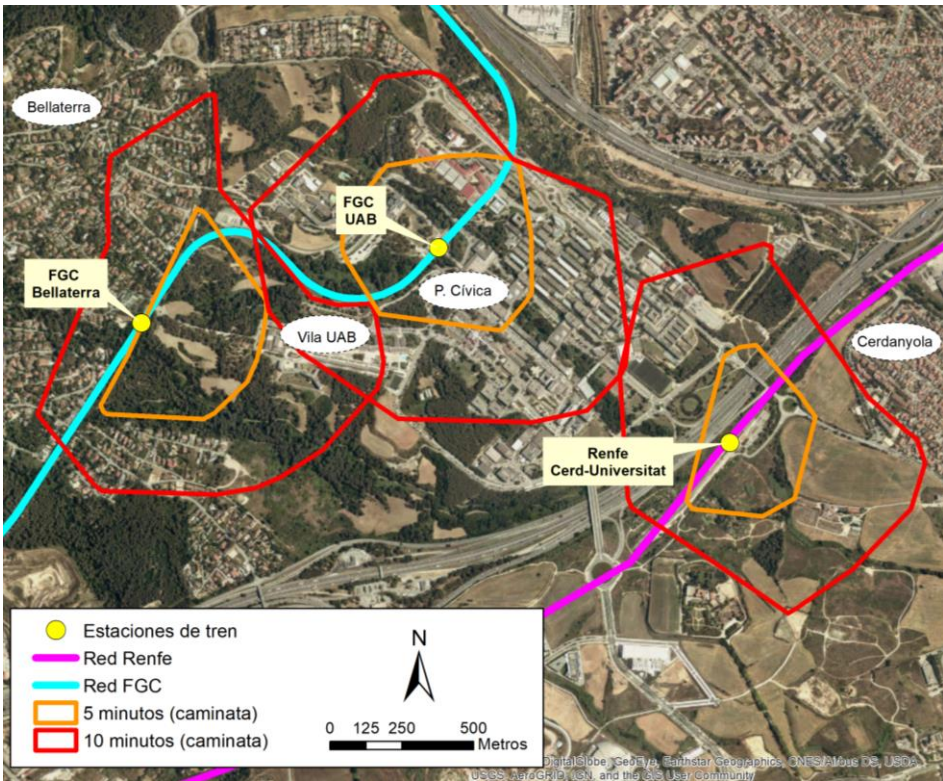 Bellaterra
FGC
UAB
FGC
Bellaterra
P. Cívica
Vila UAB
Cerdanyola
Renfe
Cerd-Universitat
Estaciones de tren
Red Renfe
Red FGC
5 minutos (caminata)
10 minutos (caminata)
N
0 125 250 500
Metros
DigitalGlobe, GeoEye, Earthstar Geographics, CNES/Airbus DS, USDA,
USGS, AeroGRID, IGN, and the GIS User Community